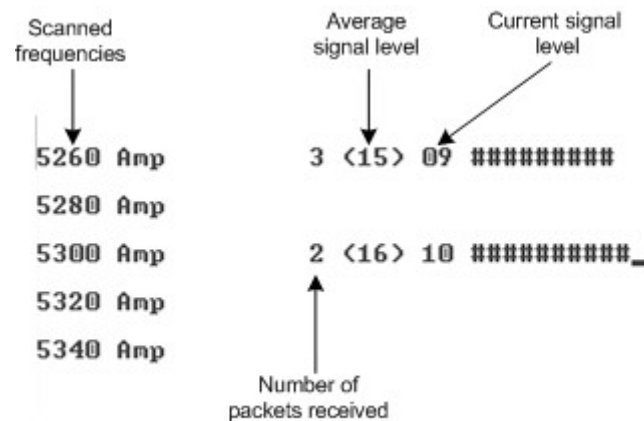 Scanned
frequencies
Average
signal level
Current signal
level
5260 Amp 3 <15> 09 #########
5280 Amp
5300 Amp 2 <16> 10 ##########_
5320 Amp
5340 Amp
Number of
packets received